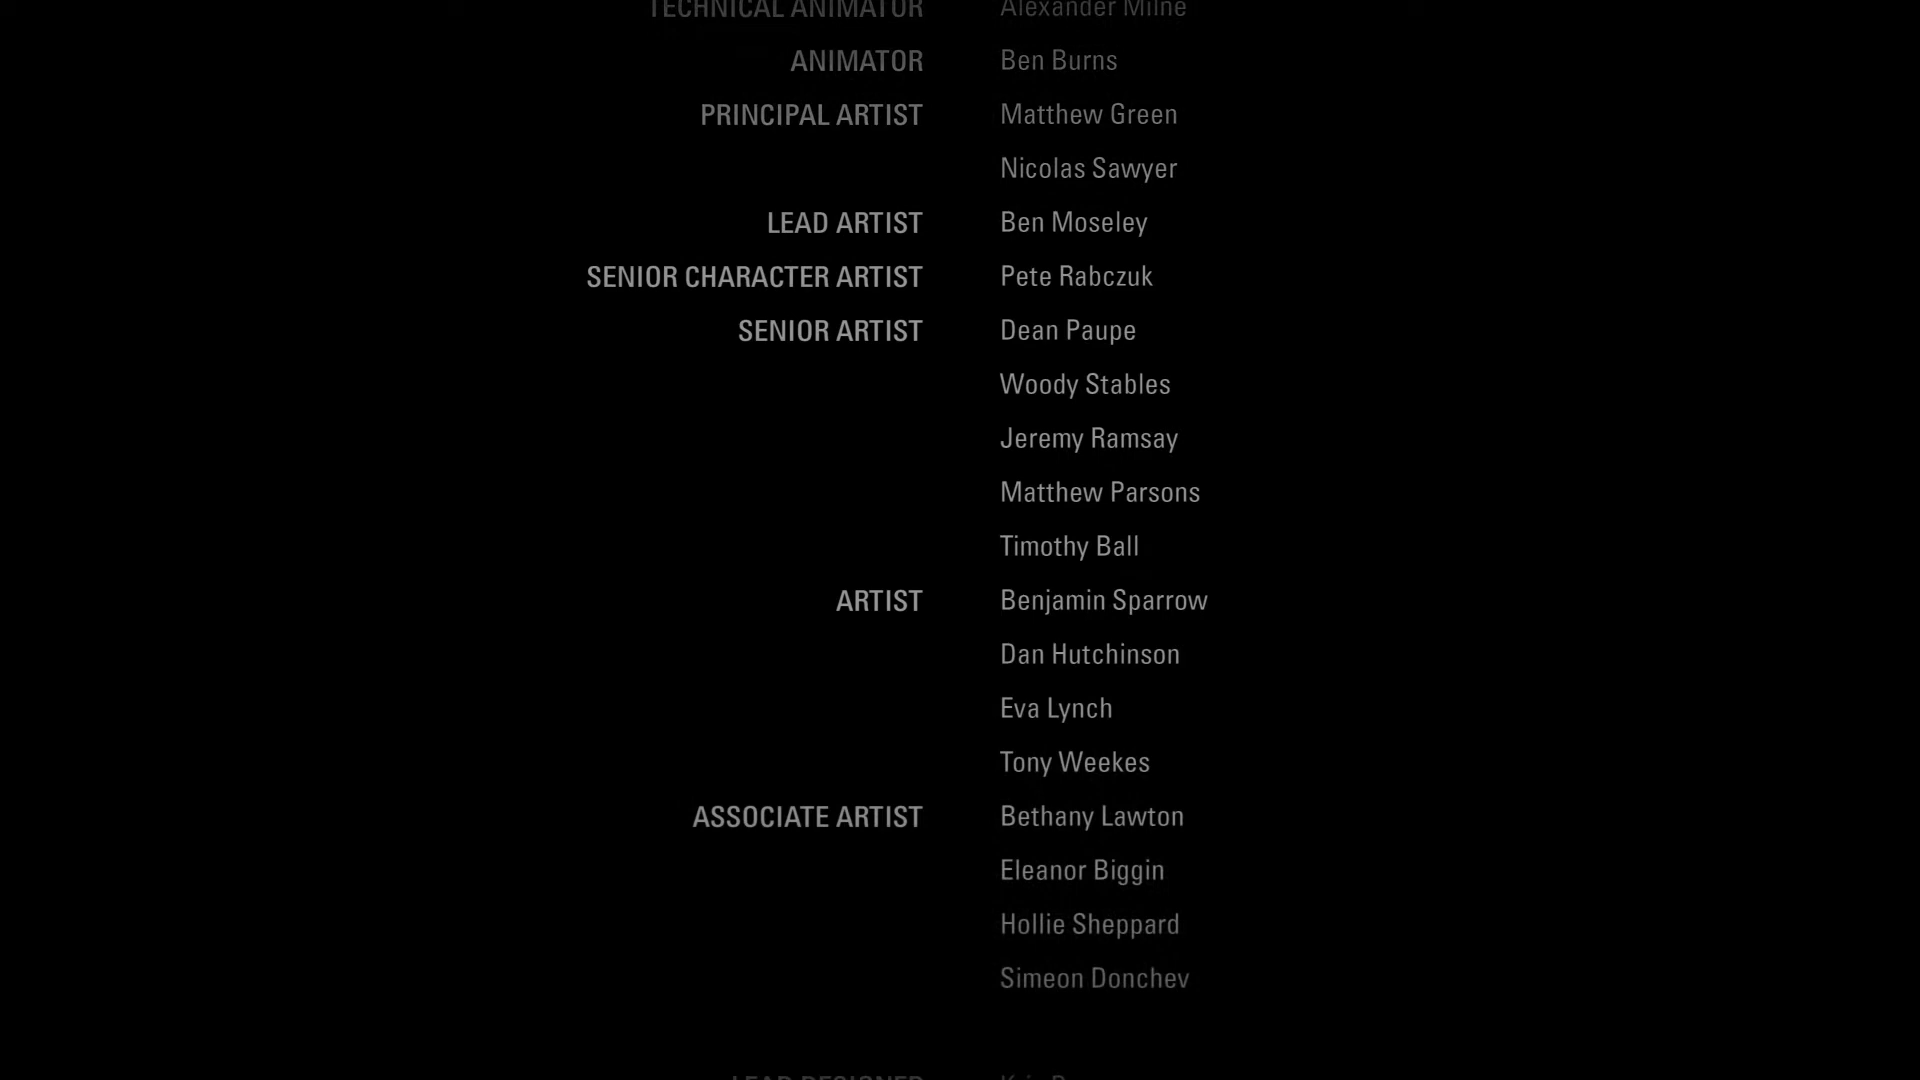 TECHNICAL ANIMATOR Alexander Milne
ANIMATOR Ben Burns
PRINCIPAL ARTIST Matthew Green
Nicolas Sawyer
LEAD ARTIST Ben Moseley
SENIOR CHARACTER ARTIST Pete Rabczuk
SENIOR ARTIST Dean Paupe
Woody Stables
Jeremy Ramsay
Matthew Parsons
Timothy Ball
ARTIST Benjamin Sparrow
Dan Hutchinson
Eva Lynch
Tony Weekes
ASSOCIATE ARTIST Bethany Lawton
Eleanor Biggin
Hollie Sheppard
Simeon Donchev
LEAD DESIGNER